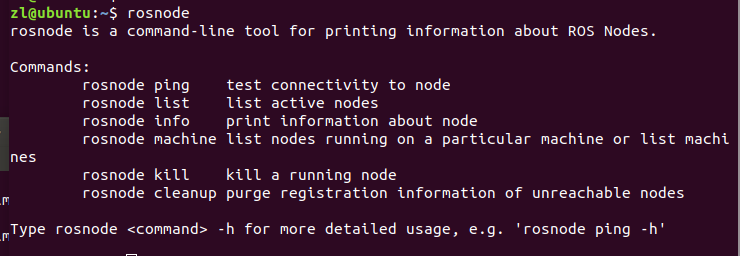 zl@ubuntu:~$ rosnode
rosnode is a command-line tool for printing information about ROS Nodes.
Commands:
rosnode ping    test connectivity to node
rosnode list    list active nodes
rosnode info    print information about node
rosnode machine list nodes running on a particular machine or list machi
nes
rosnode kill    kill a running node
rosnode cleanup purge registration information of unreachable nodes
Type rosnode <command> -h for more detailed usage, e.g. 'rosnode ping -h'